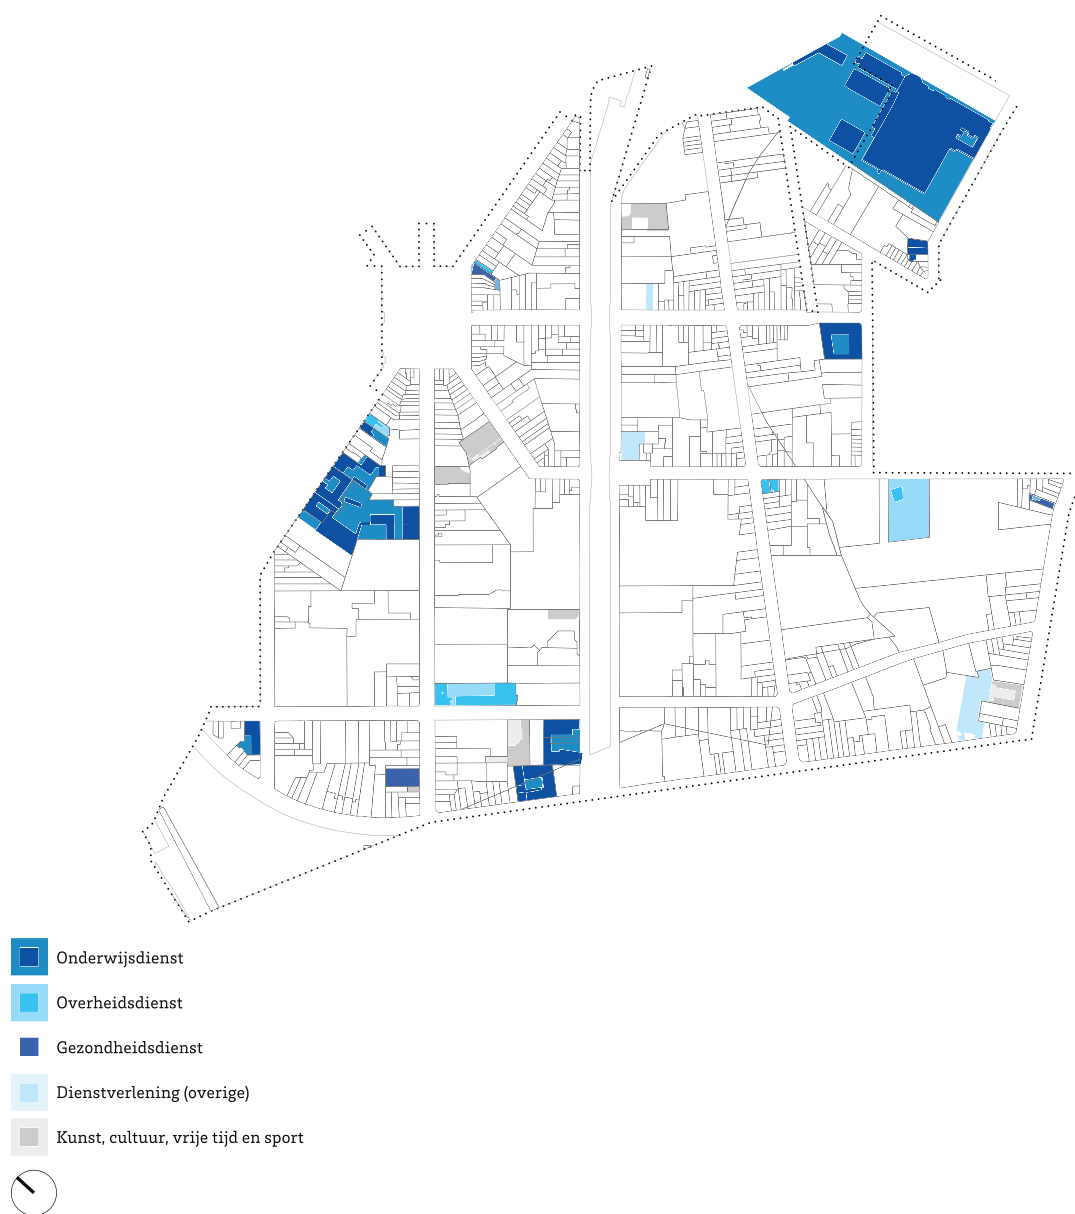 Onderwijsdienst
Overheidsdienst
Gezondheidsdienst
Dienstverlening (overige)
Kunst, cultuur, vrije tijd en sport